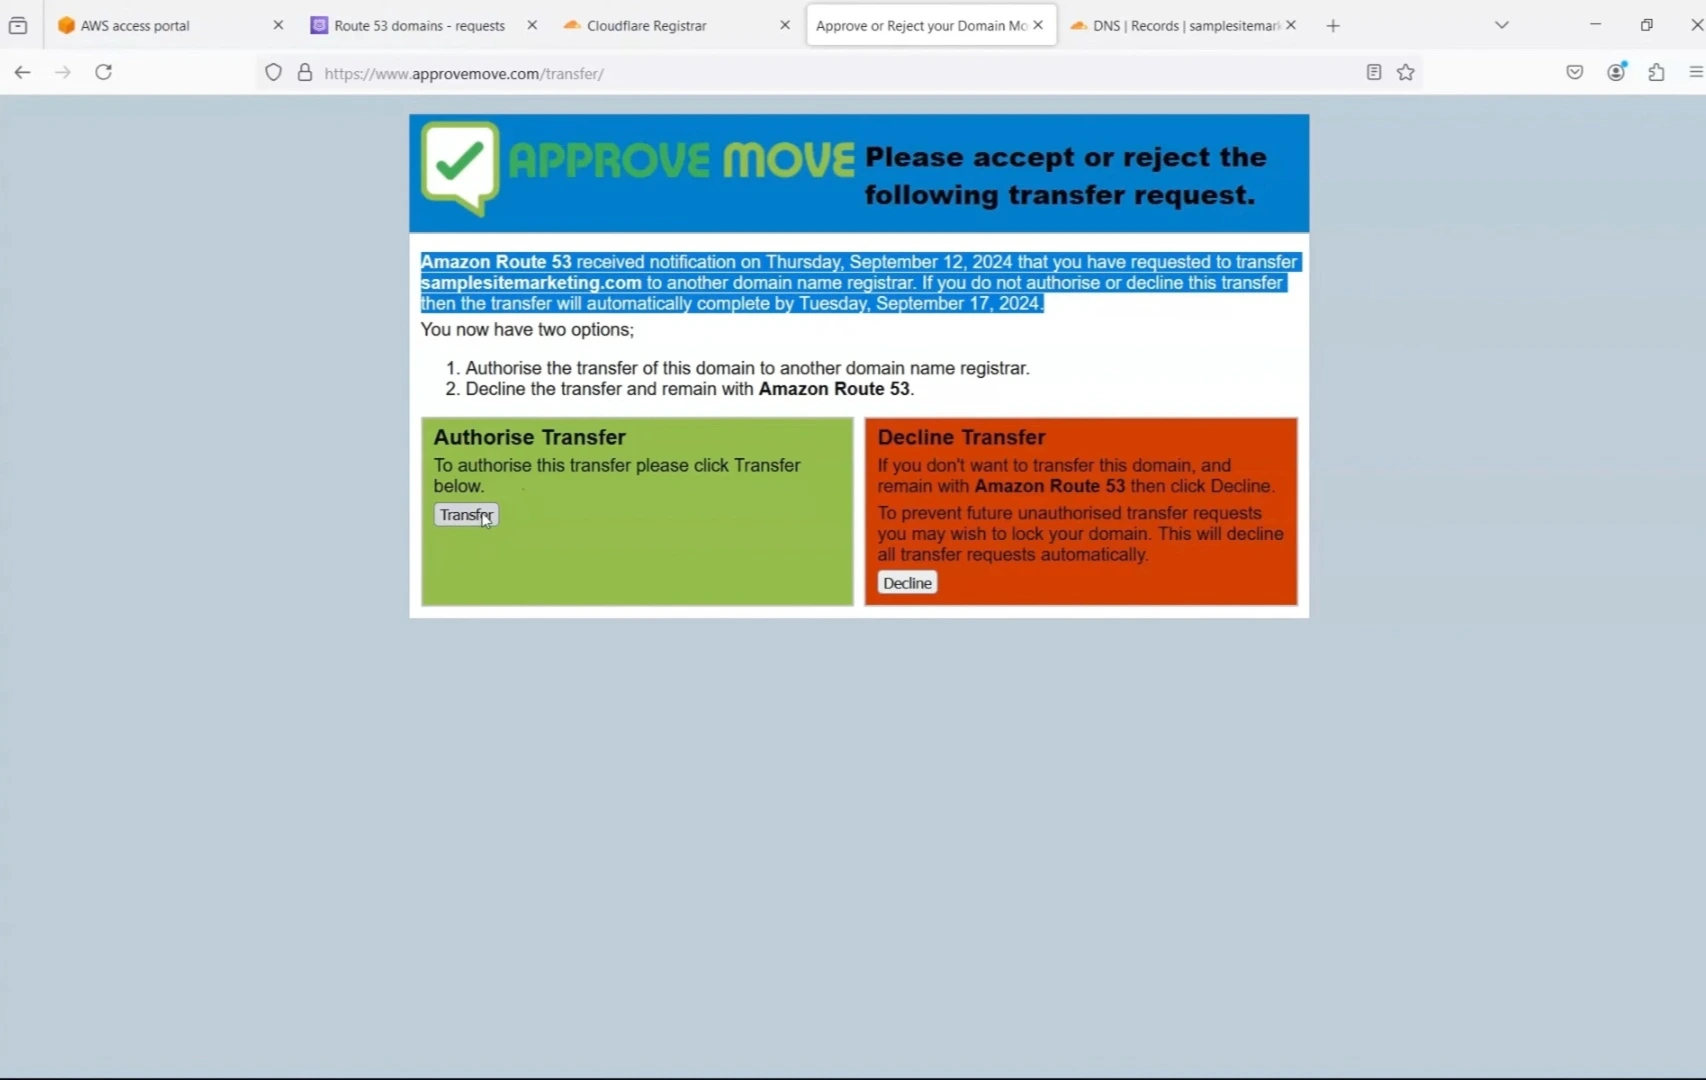 AWS access portal
Route 53 domains - requests
Cloudflare Registrar
Approve or Reject your Domain Mo
DNS | Records | samplesitemark
https://www.approvemove.com/transfer/
APPROVE MOVE
Please accept or reject the
following transfer request.
Amazon Route 53 received notification on Thursday, September 12, 2024 that you have requested to transfer
samplesitemarketing.com to another domain name registrar. If you do not authorise or decline this transfer
then the transfer will automatically complete by Tuesday, September 17, 2024.
You now have two options;
1. Authorise the transfer of this domain to another domain name registrar.
2. Decline the transfer and remain with Amazon Route 53.
Authorise Transfer
To authorise this transfer please click Transfer
below.
Transfer
Decline Transfer
If you don't want to transfer this domain, and
remain with Amazon Route 53 then click Decline.
To prevent future unauthorised transfer requests
you may wish to lock your domain. This will decline
all transfer requests automatically.
Decline